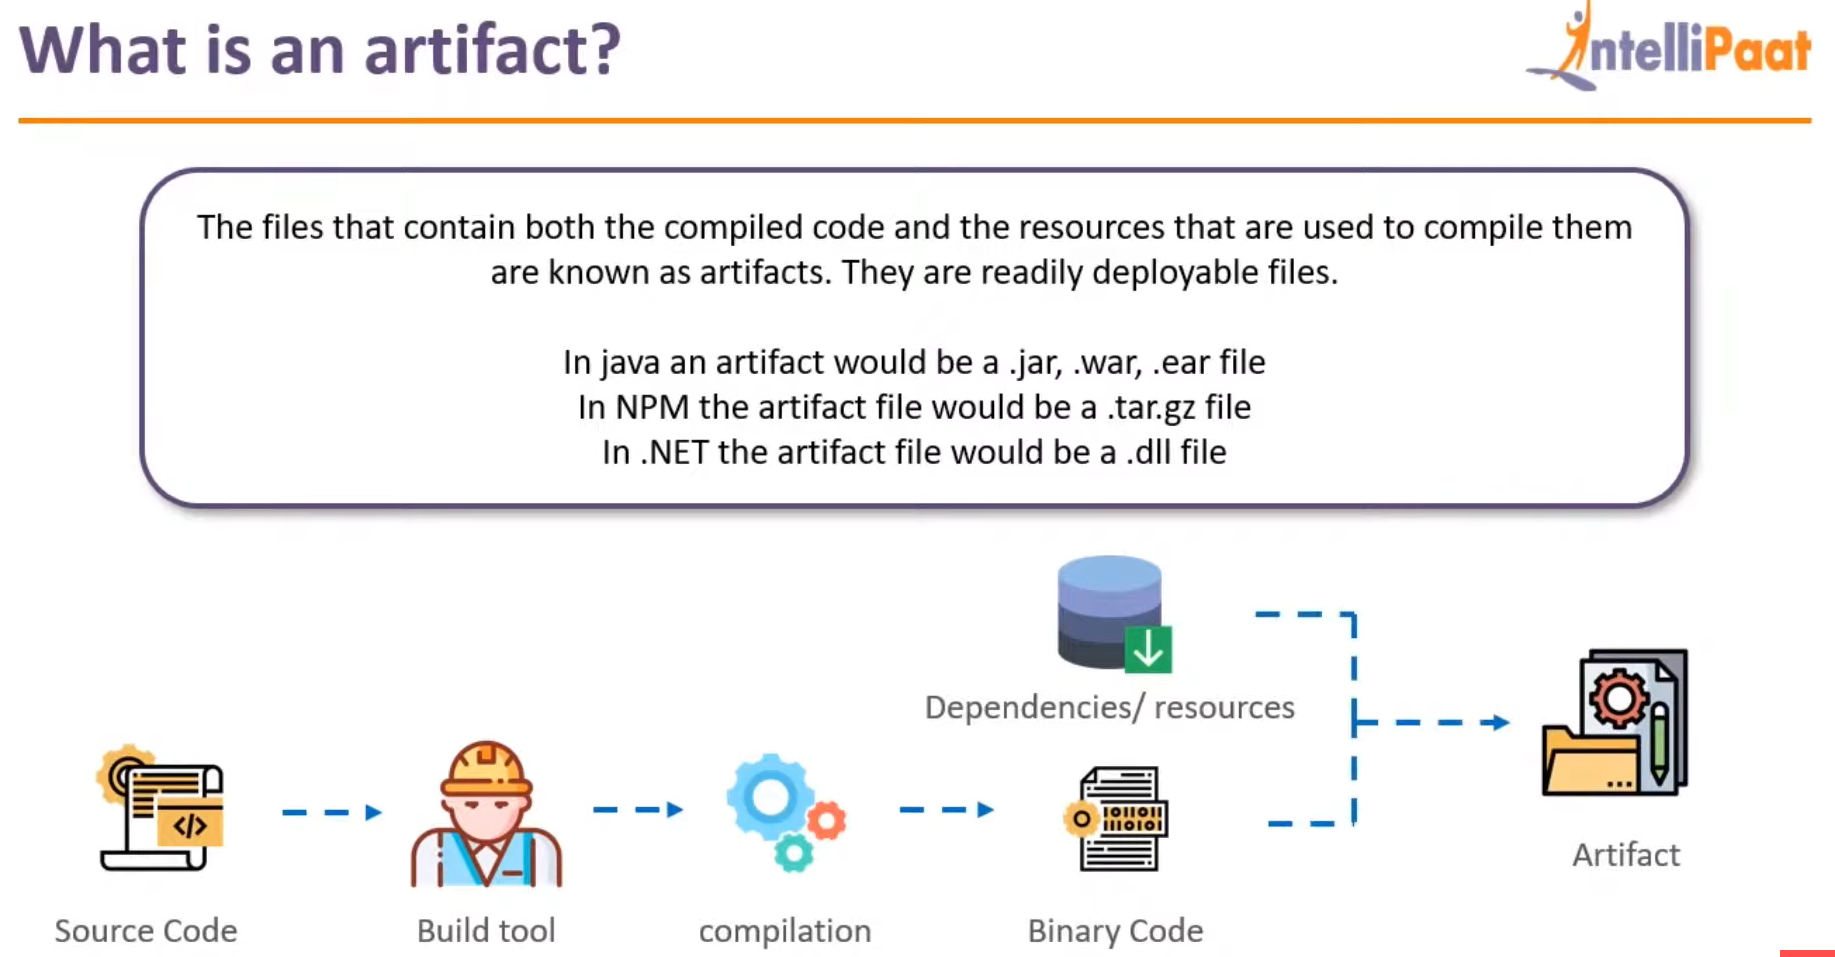 What is an artifact?
IntelliPaat
The files that contain both the compiled code and the resources that are used to compile them
are known as artifacts. They are readily deployable files.
In java an artifact would be a .jar, .war, .ear file
In NPM the artifact file would be a .tar.gz file
In .NET the artifact file would be a .dll file
Dependencies/ resources
</>
1011011
1110101
Artifact
Source Code
Build tool
compilation
Binary Code